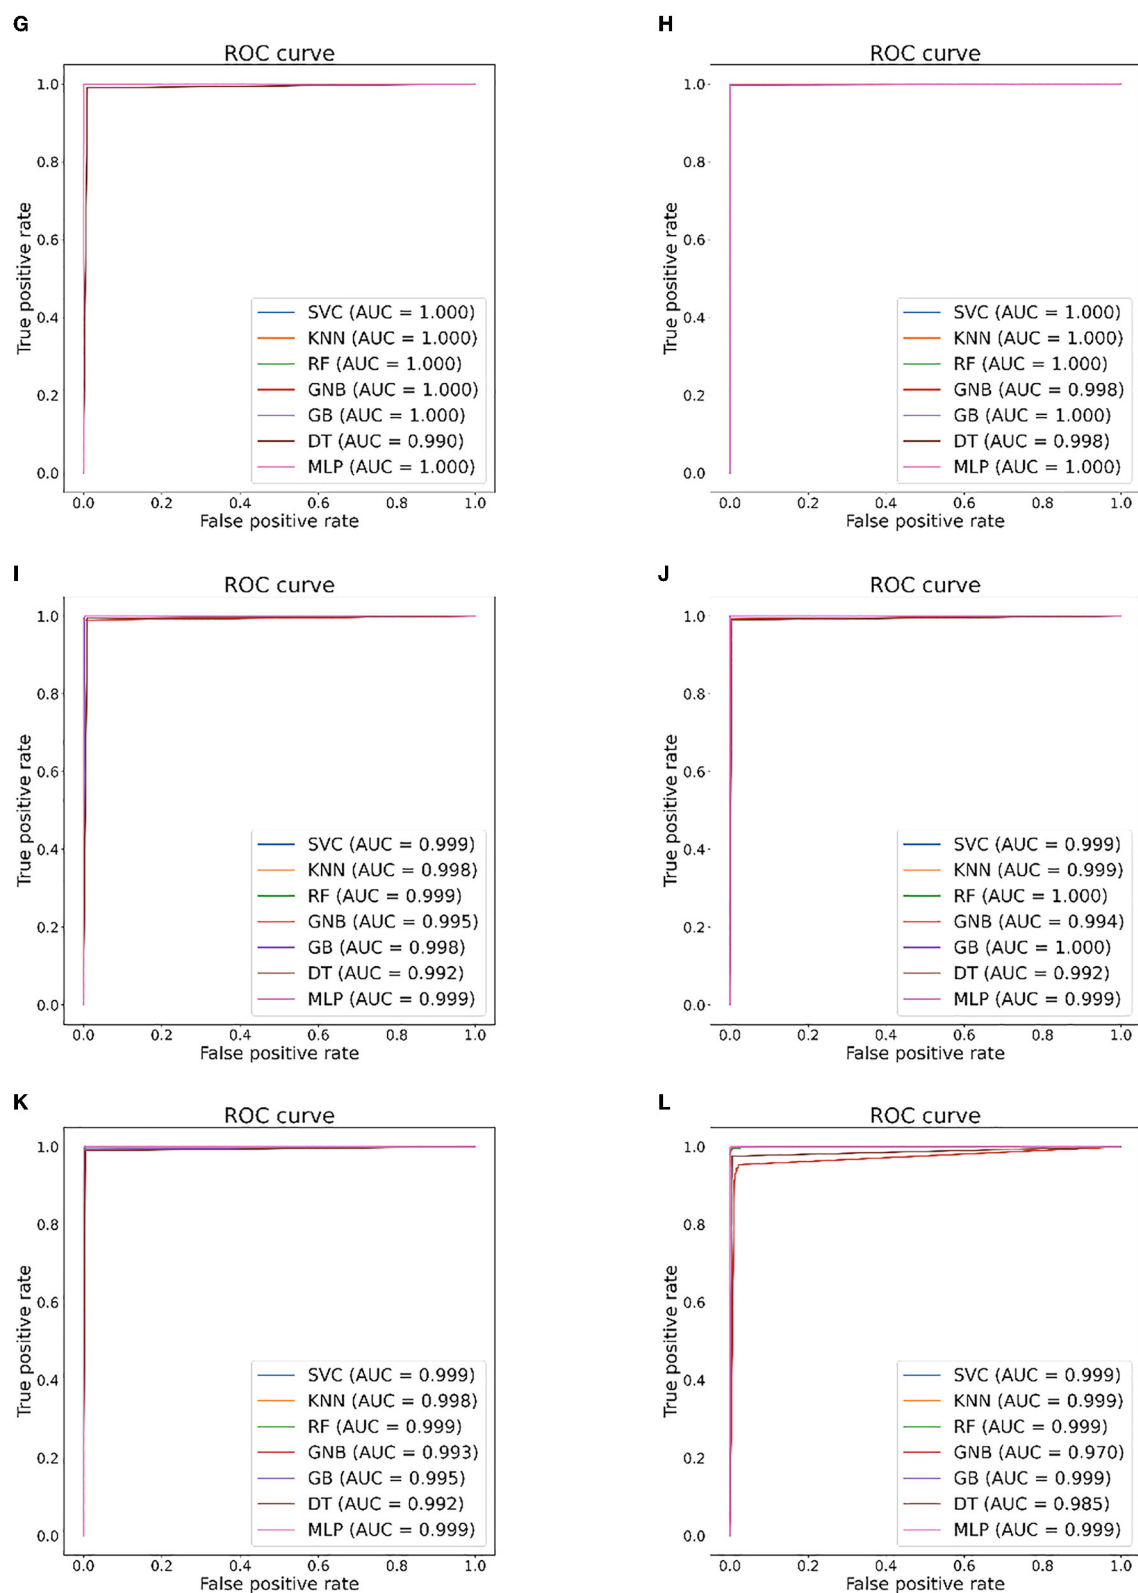 G
ROC curve
1.0
0.8
0.6
0.4
0.2
0.0
True positive rate
SVC (AUC = 1.000)
KNN (AUC = 1.000)
RF (AUC = 1.000)
GNB (AUC = 1.000)
GB (AUC = 1.000)
DT (AUC = 0.990)
MLP (AUC = 1.000)
0.0 0.2 0.4 0.6 0.8 1.0
False positive rate
H
ROC curve
1.0
0.8
0.6
0.4
0.2
0.0
True positive rate
SVC (AUC = 1.000)
KNN (AUC = 1.000)
RF (AUC = 1.000)
GNB (AUC = 0.998)
GB (AUC = 1.000)
DT (AUC = 0.998)
MLP (AUC = 1.000)
0.0 0.2 0.4 0.6 0.8 1.0
False positive rate
I
ROC curve
1.0
0.8
0.6
0.4
0.2
0.0
True positive rate
SVC (AUC = 0.999)
KNN (AUC = 0.998)
RF (AUC = 0.999)
GNB (AUC = 0.995)
GB (AUC = 0.998)
DT (AUC = 0.992)
MLP (AUC = 0.999)
0.0 0.2 0.4 0.6 0.8 1.0
False positive rate
J
ROC curve
1.0
0.8
0.6
0.4
0.2
0.0
True positive rate
SVC (AUC = 0.999)
KNN (AUC = 0.999)
RF (AUC = 1.000)
GNB (AUC = 0.994)
GB (AUC = 1.000)
DT (AUC = 0.992)
MLP (AUC = 0.999)
0.0 0.2 0.4 0.6 0.8 1.0
False positive rate
K
ROC curve
1.0
0.8
0.6
0.4
0.2
0.0
True positive rate
SVC (AUC = 0.999)
KNN (AUC = 0.998)
RF (AUC = 0.999)
GNB (AUC = 0.993)
GB (AUC = 0.995)
DT (AUC = 0.992)
MLP (AUC = 0.999)
0.0 0.2 0.4 0.6 0.8 1.0
False positive rate
L
ROC curve
1.0
0.8
0.6
0.4
0.2
0.0
True positive rate
SVC (AUC = 0.999)
KNN (AUC = 0.999)
RF (AUC = 0.999)
GNB (AUC = 0.970)
GB (AUC = 0.999)
DT (AUC = 0.985)
MLP (AUC = 0.999)
0.0 0.2 0.4 0.6 0.8 1.0
False positive rate